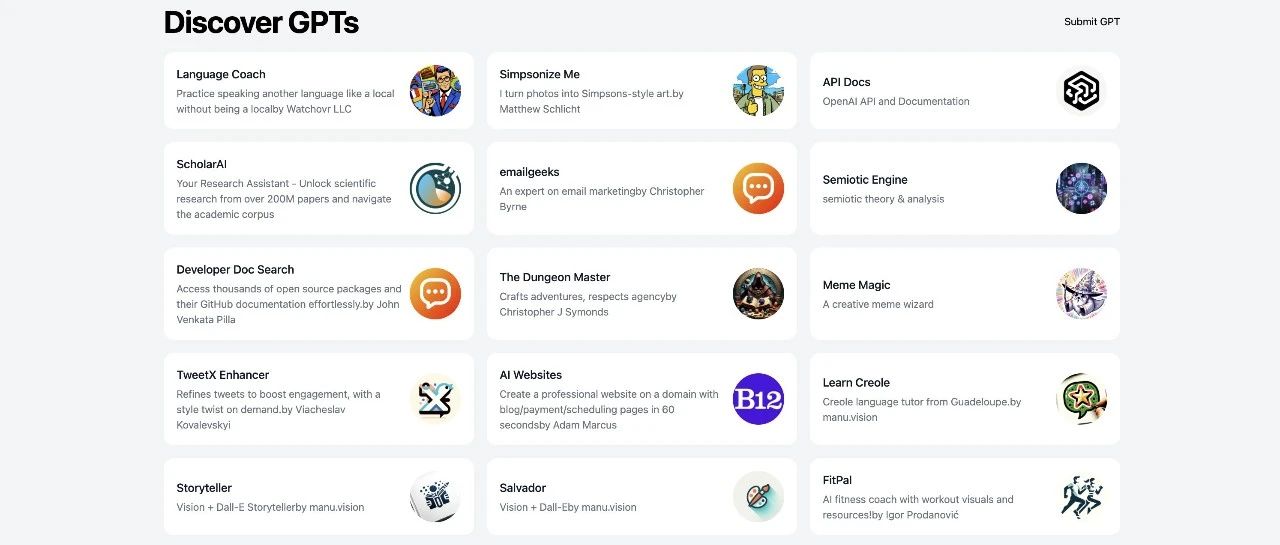 Discover GPTs
Submit GPT
Language Coach
Practice speaking another language like a local
without being a localby Watchovr LLC
Simpsonize Me
I turn photos into Simpsons-style art.by
Matthew Schlicht
API Docs
OpenAI API and Documentation
ScholarAI
Your Research Assistant - Unlock scientific
research from over 200M papers and navigate
the academic corpus
emailgeeks
An expert on email marketingby Christopher
Byrne
Semiotic Engine
semiotic theory & analysis
Developer Doc Search
Access thousands of open source packages and
their GitHub documentation effortlessly.by John
Venkata Pilla
The Dungeon Master
Crafts adventures, respects agencyby
Christopher J Symonds
Meme Magic
A creative meme wizard
TweetX Enhancer
Refines tweets to boost engagement, with a
style twist on demand.by Viacheslav
Kovalevskyi
AI Websites
Create a professional website on a domain with
blog/payment/scheduling pages in 60
secondsby Adam Marcus
B12
Learn Creole
Creole language tutor from Guadeloupe.by
manu.vision
Storyteller
Vision + Dall-E Storytellerby manu.vision
Salvador
Vision + Dall-Eby manu.vision
FitPal
AI fitness coach with workout visuals and
resources!by Igor Prodanović